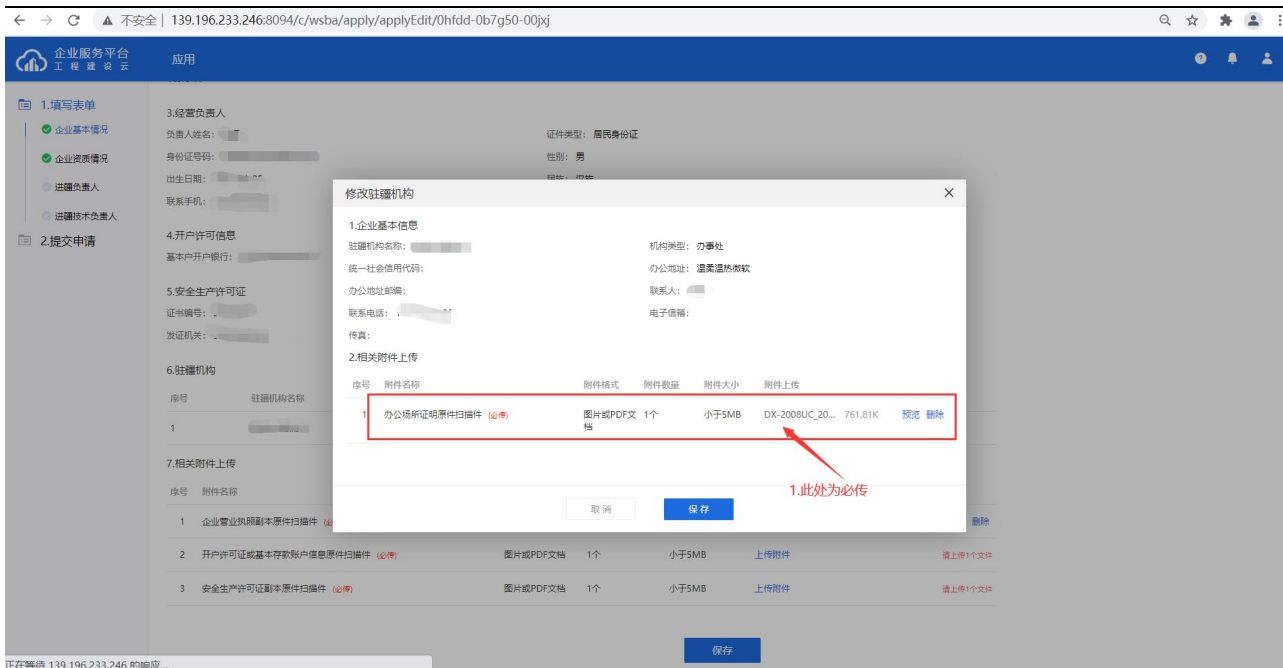 不安全 | 139.196.233.246:8094/c/wsba/apply/applyEdit/0hfdd-0b7g50-00jxj
企业服务平台
工程建设云
应用
1.填写表单
企业基本情况
企业资质情况
进疆负责人
进疆技术负责人
2.提交申请
3.经营负责人
负责人姓名：
证件类型： 居民身份证
身份证号码：
性别： 男
出生日期：
联系手机：
4.开户许可信息
基本户开户银行：
5.安全生产许可证
证书编号：
发证机关：
6.驻疆机构
序号 驻疆机构名称
1
7.相关附件上传
序号 附件名称
1 企业营业执照副本原件扫描件 删除
2 开户许可证或基本存款账户信息原件扫描件 (必传) 图片或PDF文档 1个 小于5MB 上传附件 请上传1个文件
3 安全生产许可证副本原件扫描件 (必传) 图片或PDF文档 1个 小于5MB 上传附件 请上传1个文件
保存
修改驻疆机构
1.企业基本信息
驻疆机构名称：
机构类型： 办事处
统一社会信用代码：
办公地址： 温柔温热微软
办公地址邮编：
联系人：
联系电话：
电子信箱：
传真：
2.相关附件上传
序号 附件名称 附件格式 附件数量 附件大小 附件上传
1 办公场所证明原件扫描件 (必传) 图片或PDF文档 1个 小于5MB DX-2008UC_20... 761.81K 预览 删除
1.此处为必传
取消 保存
正在等待 139.196.233.246 的响应...